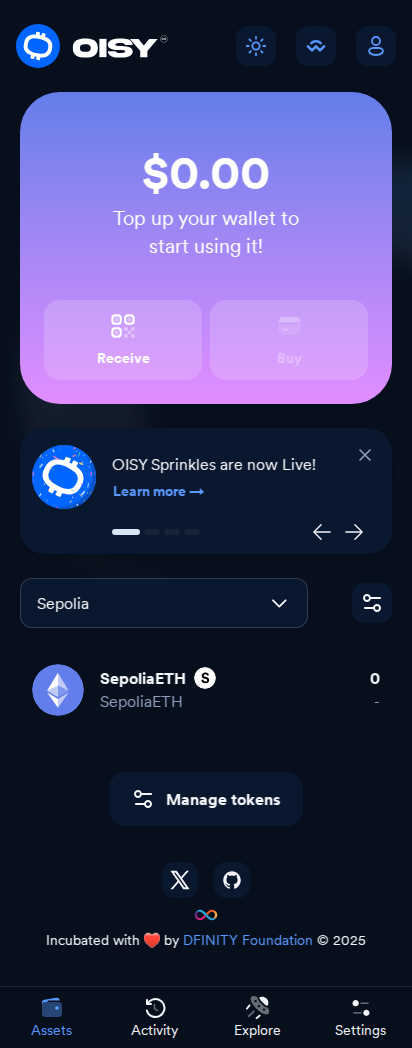 OISY
$0.00
Top up your wallet to
start using it!
Receive
Buy
OISY Sprinkles are now Live!
Learn more →
Sepolia
SepoliaETH S
0
SepoliaETH
-
Manage tokens
Incubated with ❤️ by DFINITY Foundation © 2025
Assets
Activity
Explore
Settings